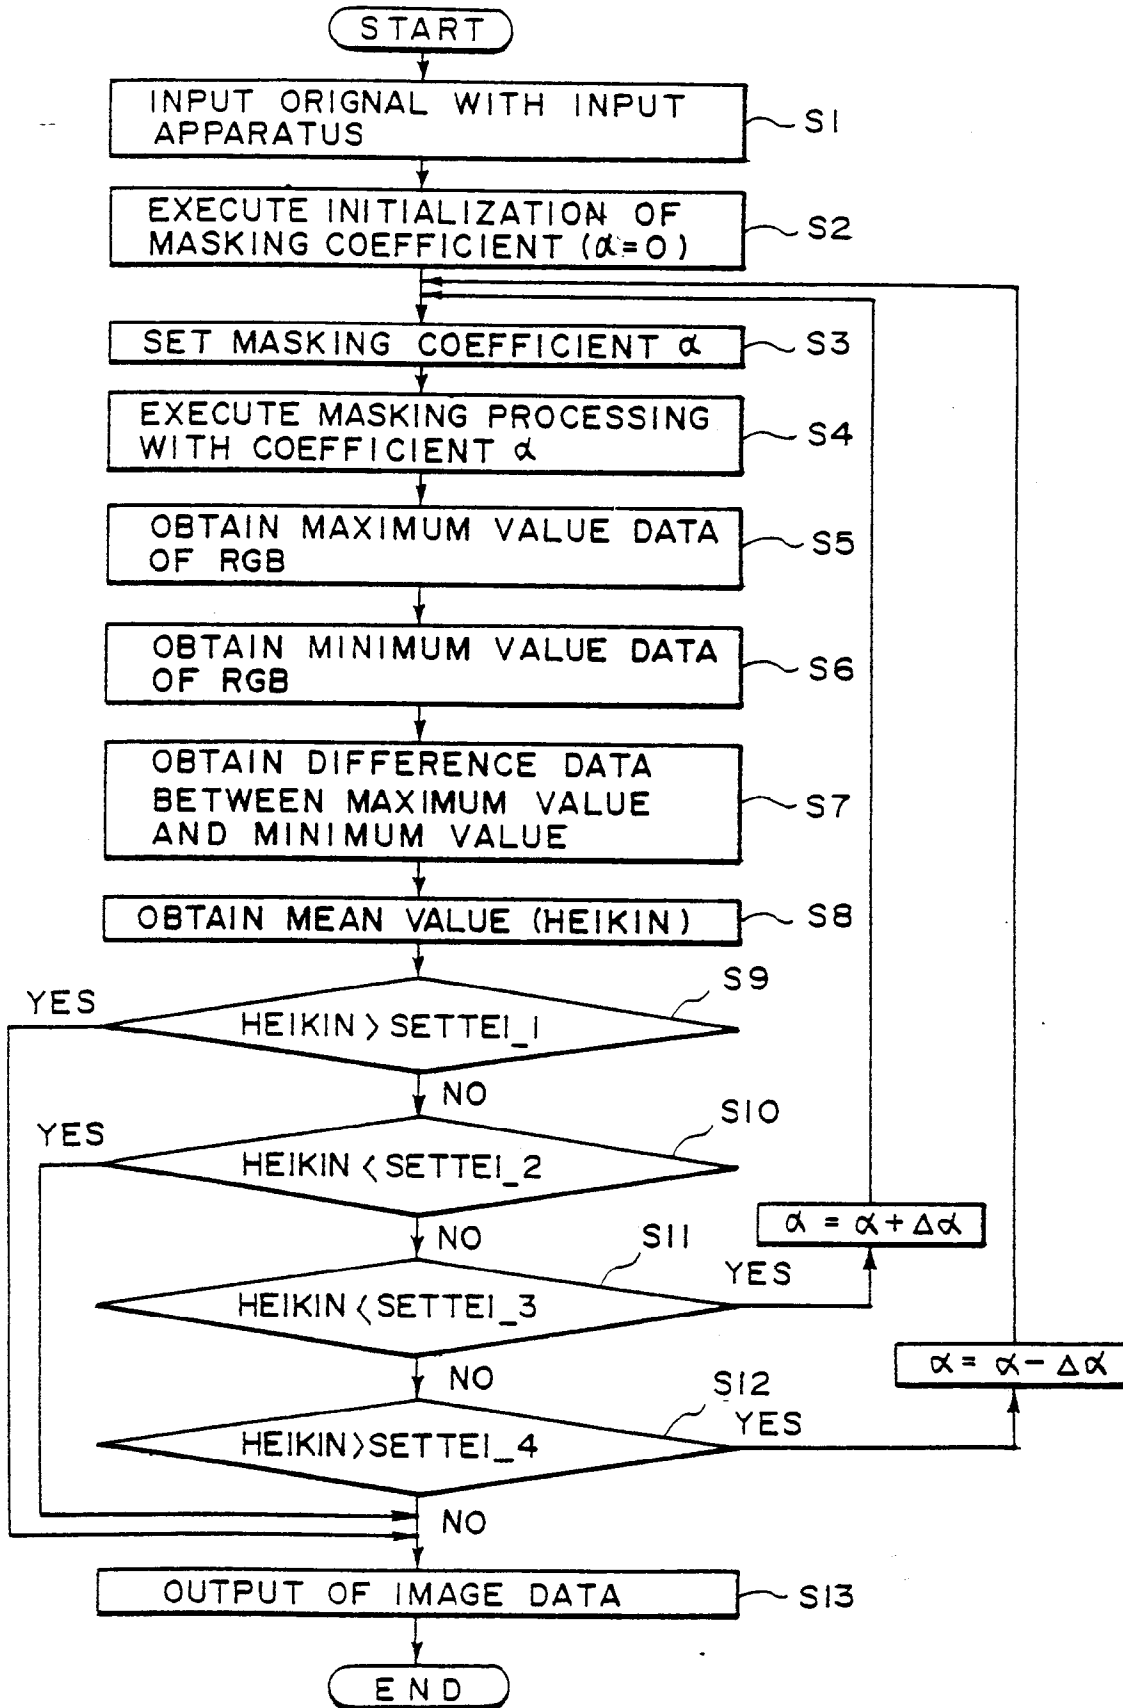 START
INPUT ORIGNAL WITH INPUT
APPARATUS
S1
EXECUTE INITIALIZATION OF
MASKING COEFFICIENT (α=0)
S2
SET MASKING COEFFICIENT α
S3
EXECUTE MASKING PROCESSING
WITH COEFFICIENT α
S4
OBTAIN MAXIMUM VALUE DATA
OF RGB
S5
OBTAIN MINIMUM VALUE DATA
OF RGB
S6
OBTAIN DIFFERENCE DATA
BETWEEN MAXIMUM VALUE
AND MINIMUM VALUE
S7
OBTAIN MEAN VALUE (HEIKIN)
S8
S9
YES
HEIKIN > SETTEI_1
NO
S10
YES
HEIKIN < SETTEI_2
NO
α = α + Δα
S11
YES
HEIKIN < SETTEI_3
NO
α = α - Δα
S12
YES
HEIKIN > SETTEI_4
NO
OUTPUT OF IMAGE DATA
S13
END